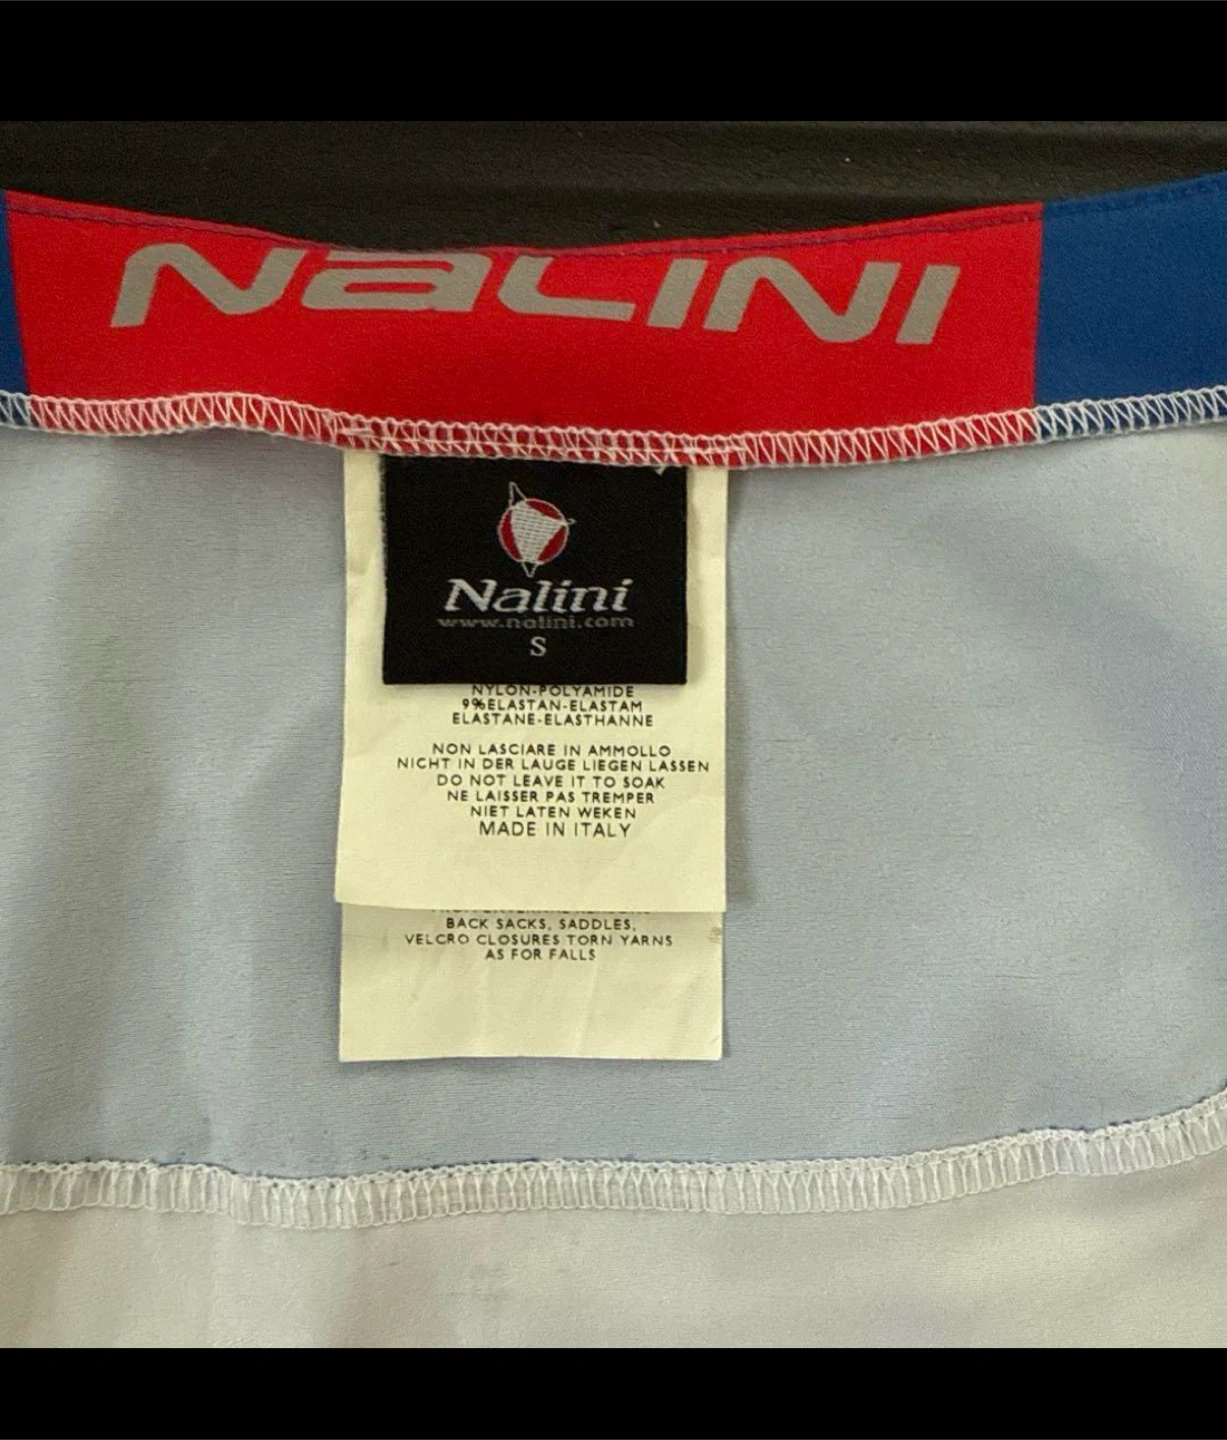 NALINI
Nalini
www.nalini.com
S
NYLON-POLYAMIDE
9%ELASTAN-ELASTAM
ELASTANE-ELASTHANNE
NON LASCIARE IN AMMOLLO
NICHT IN DER LAUGE LIEGEN LASSEN
DO NOT LEAVE IT TO SOAK
NE LAISSER PAS TREMPER
NIET LATEN WEKEN
MADE IN ITALY
BACK SACKS, SADDLES,
VELCRO CLOSURES TORN YARNS
AS FOR FALLS